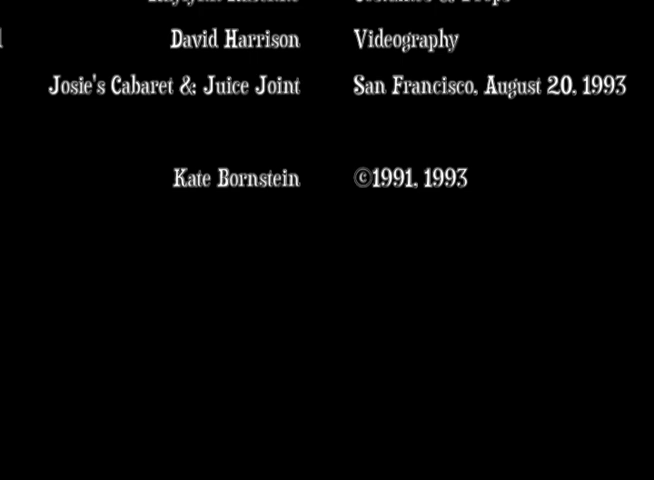 David Harrison Videography
Josie's Cabaret & Juice Joint San Francisco, August 20, 1993
Kate Bornstein ©1991, 1993